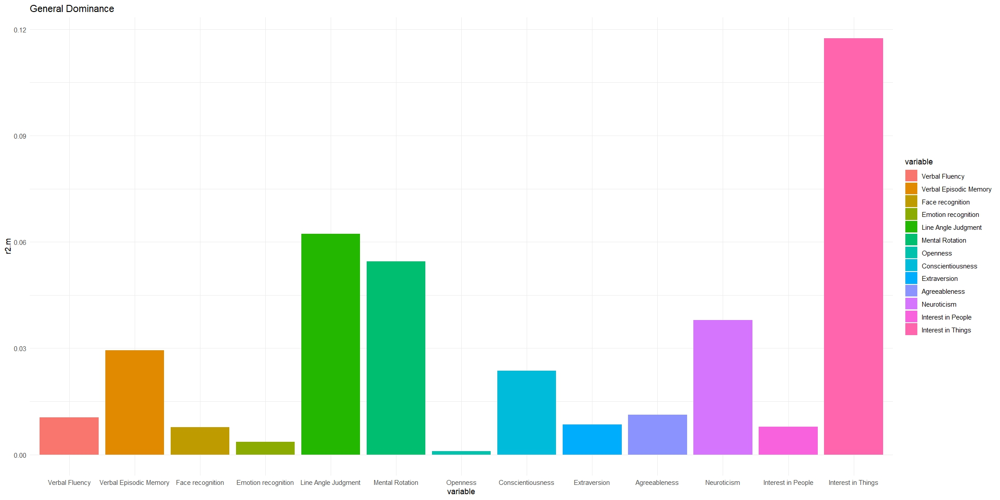 General Dominance
0.12
0.09
0.06
0.03
0.00
r2.m
Verbal Fluency Verbal Episodic Memory Face recognition Emotion recognition Line Angle Judgment Mental Rotation Openness Conscientiousness Extraversion Agreeableness Neuroticism Interest in People Interest in Things
variable
variable
Verbal Fluency
Verbal Episodic Memory
Face recognition
Emotion recognition
Line Angle Judgment
Mental Rotation
Openness
Conscientiousness
Extraversion
Agreeableness
Neuroticism
Interest in People
Interest in Things